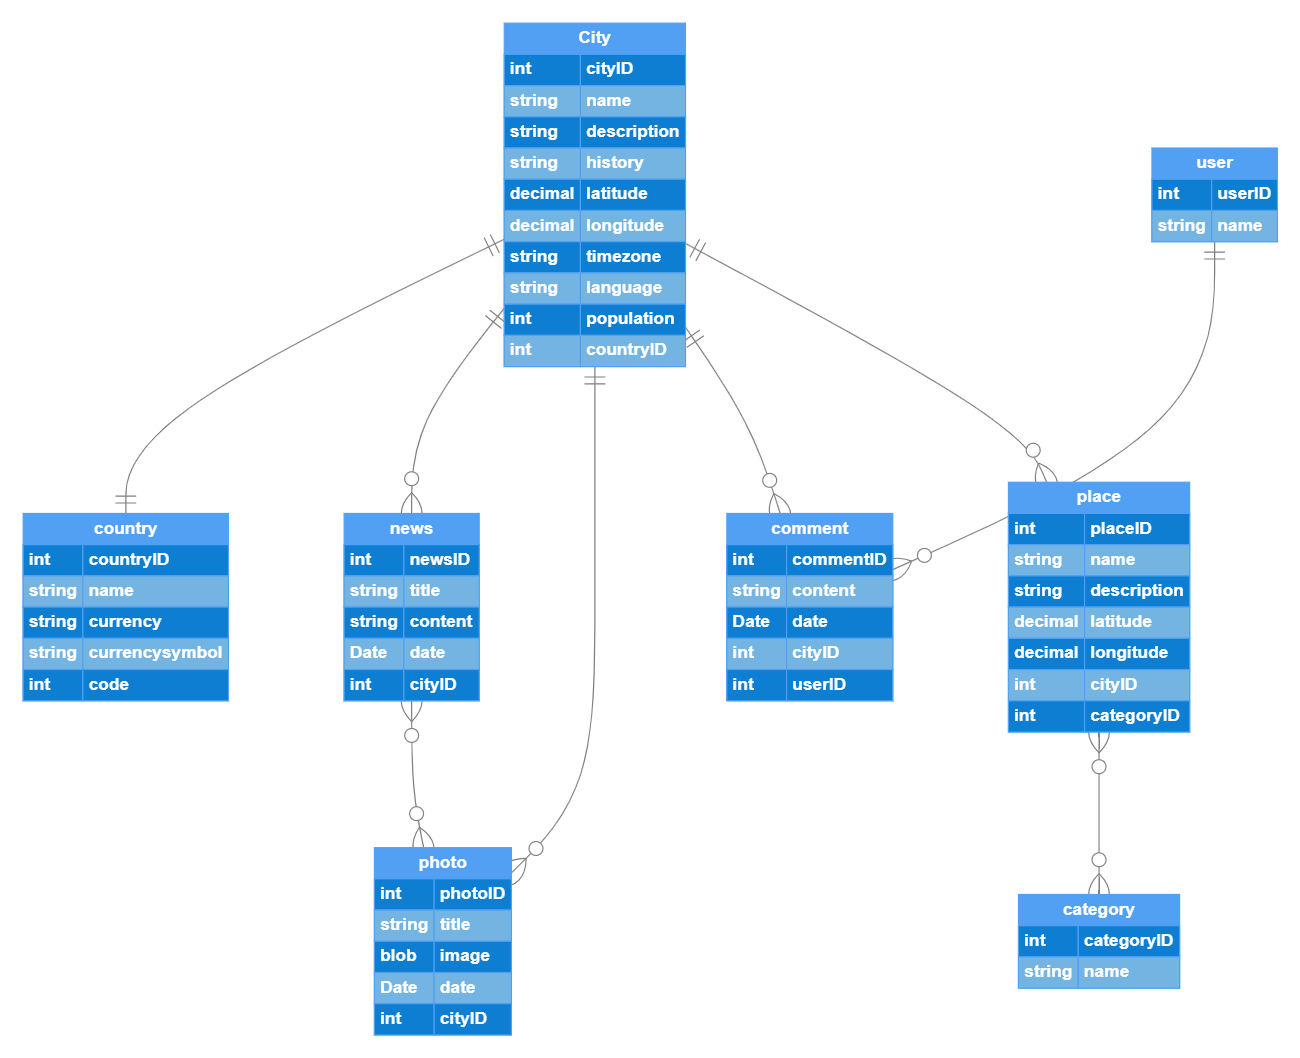 City
int cityID
string name
string description
string history
decimal latitude
decimal longitude
string timezone
string language
int population
int countryID
user
int userID
string name
country
int countryID
string name
string currency
string currencysymbol
int code
news
int newsID
string title
string content
Date date
int cityID
comment
int commentID
string content
Date date
int cityID
int userID
place
int placeID
string name
string description
decimal latitude
decimal longitude
int cityID
int categoryID
photo
int photoID
string title
blob image
Date date
int cityID
category
int categoryID
string name